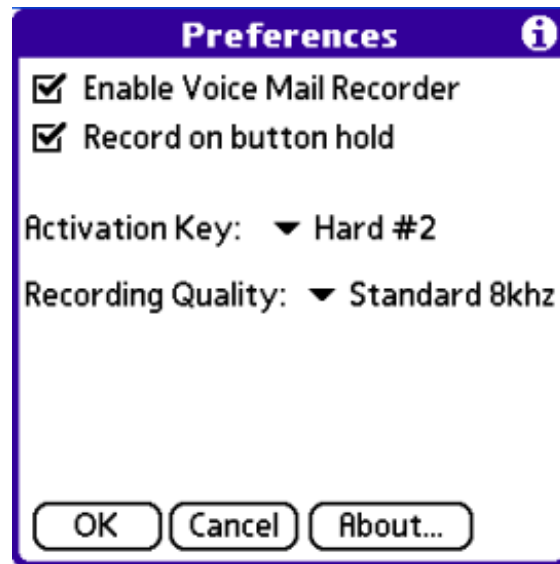 Preferences i
Enable Voice Mail Recorder
Record on button hold
Activation Key: Hard #2
Recording Quality: Standard 8khz
OK Cancel About...